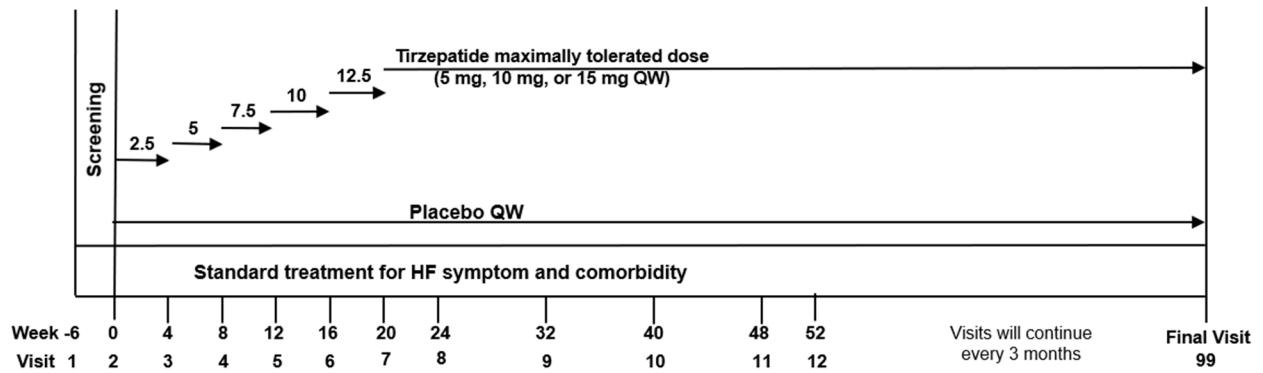 Screening
2.5
5
7.5
10
12.5
Tirzepatide maximally tolerated dose
(5 mg, 10 mg, or 15 mg QW)
Placebo QW
Standard treatment for HF symptom and comorbidity
Week -6 0 4 8 12 16 20 24 32 40 48 52
Visit 1 2 3 4 5 6 7 8 9 10 11 12
Visits will continue
every 3 months
Final Visit
99